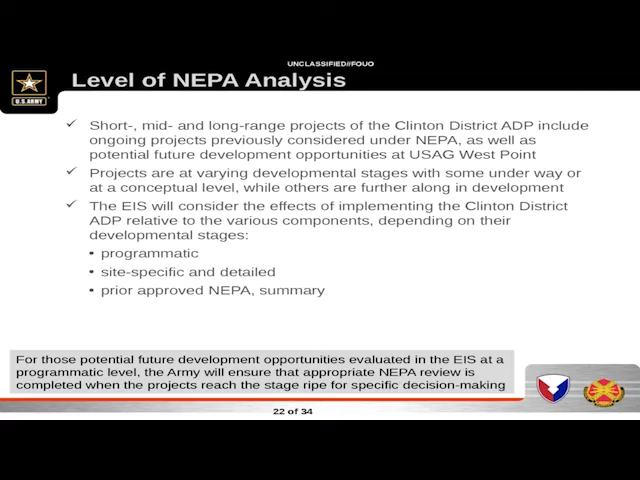 UNCLASSIFIED//FOUO
Level of NEPA Analysis
U.S. ARMY
Short-, mid- and long-range projects of the Clinton District ADP include
ongoing projects previously considered under NEPA, as well as
potential future development opportunities at USAG West Point
Projects are at varying developmental stages with some under way or
at a conceptual level, while others are further along in development
The EIS will consider the effects of implementing the Clinton District
ADP relative to the various components, depending on their
developmental stages:
• programmatic
• site-specific and detailed
• prior approved NEPA, summary
For those potential future development opportunities evaluated in the EIS at a
programmatic level, the Army will ensure that appropriate NEPA review is
completed when the projects reach the stage ripe for specific decision-making
22 of 34